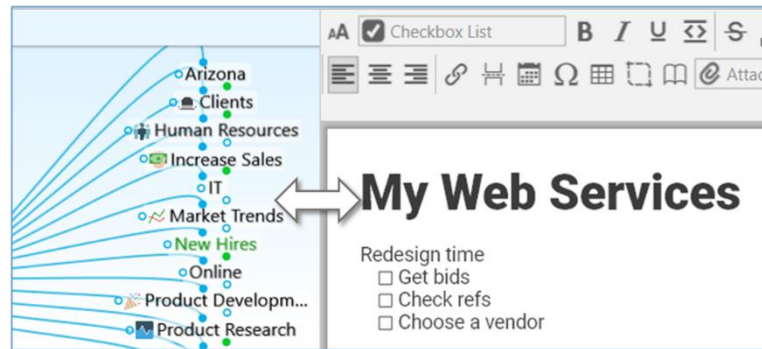 AA Checkbox List B I U S
Attac
Arizona
Clients
Human Resources
Increase Sales
IT
Market Trends
New Hires
Online
Product Developm...
Product Research
My Web Services
Redesign time
Get bids
Check refs
Choose a vendor